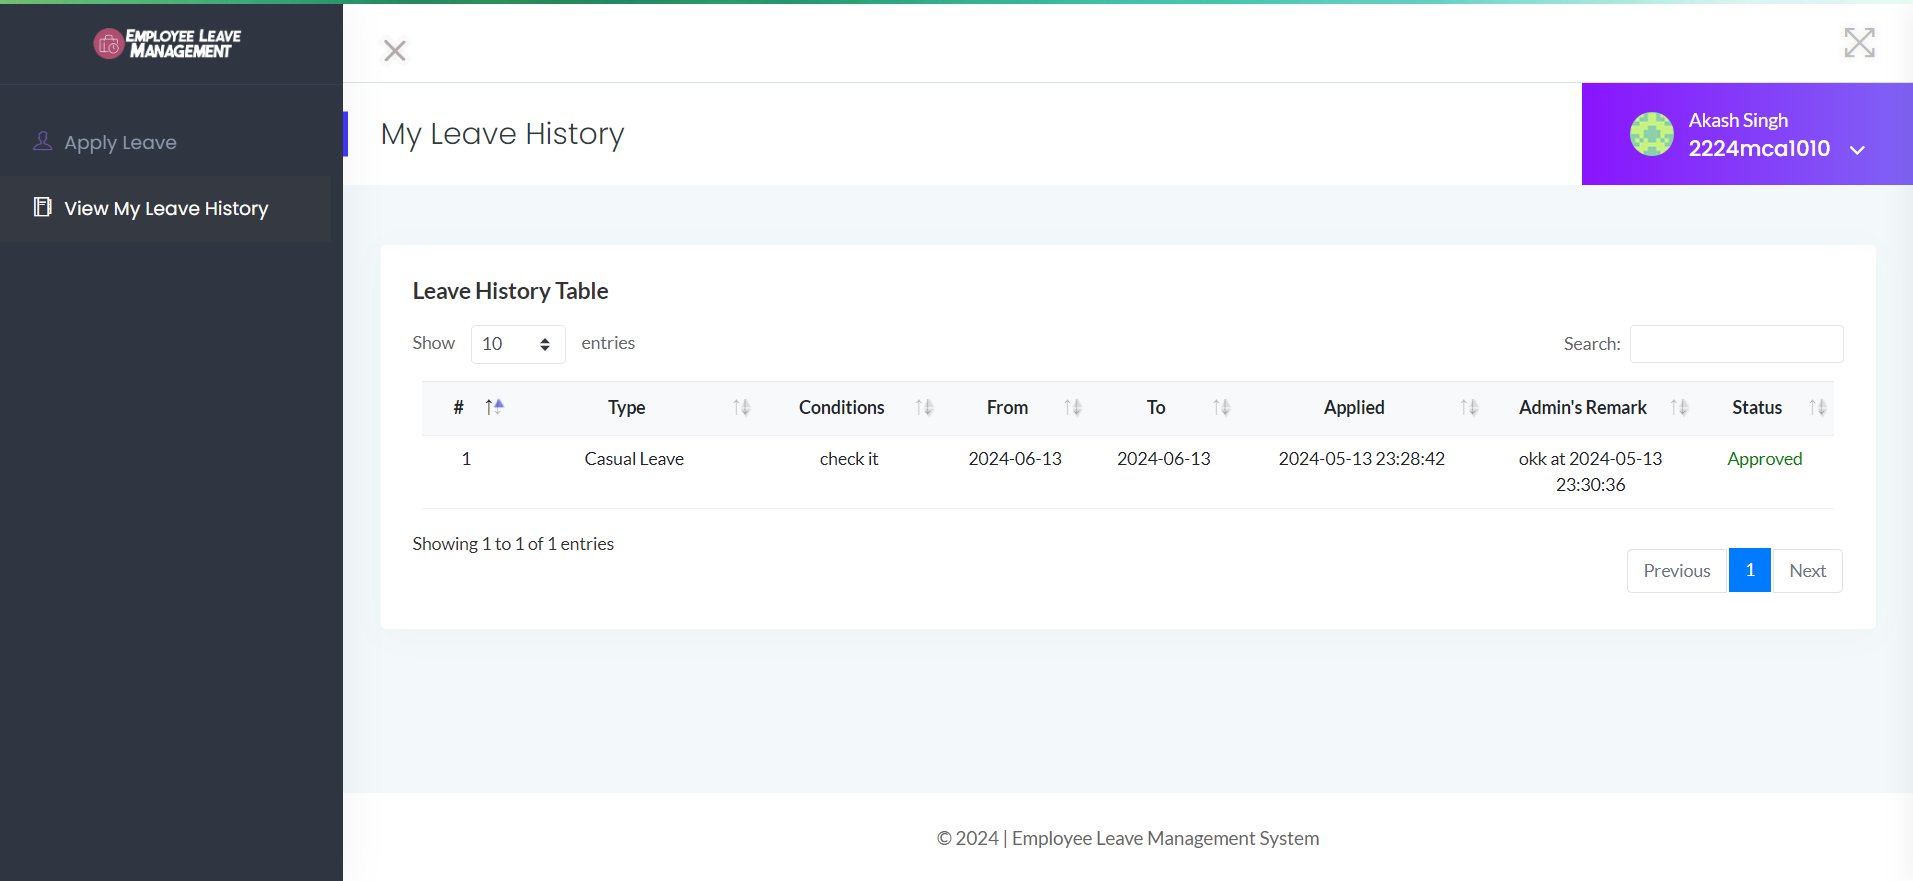 EMPLOYEE LEAVE
MANAGEMENT
Apply Leave
View My Leave History
My Leave History
Akash Singh
2224mca1010
Leave History Table
Show 10 entries
Search:
# Type Conditions From To Applied Admin's Remark Status
1 Casual Leave check it 2024-06-13 2024-06-13 2024-05-13 23:28:42 okk at 2024-05-13 Approved
23:30:36
Showing 1 to 1 of 1 entries
Previous 1 Next
© 2024 | Employee Leave Management System